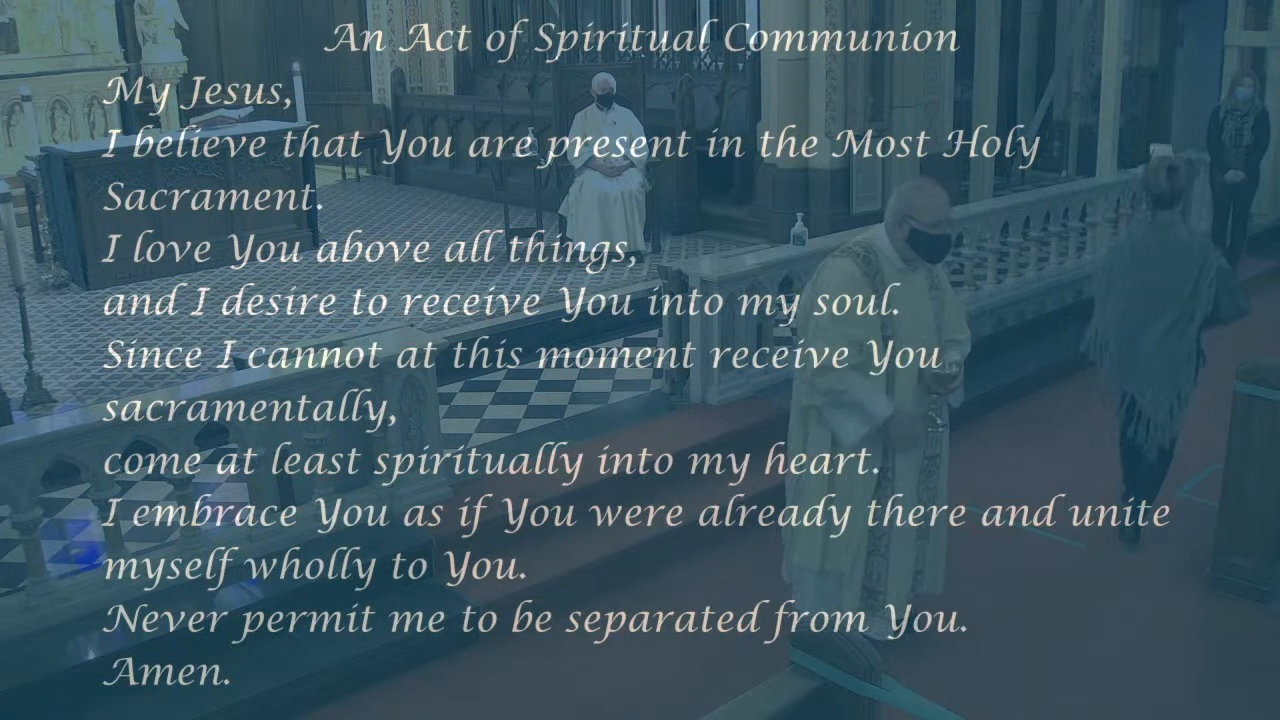 An Act of Spiritual Communion
My Jesus,
I believe that You are present in the Most Holy
Sacrament.
I love You above all things,
and I desire to receive You into my soul.
Since I cannot at this moment receive You
sacramentally,
come at least spiritually into my heart.
I embrace You as if You were already there and unite
myself wholly to You.
Never permit me to be separated from You.
Amen.